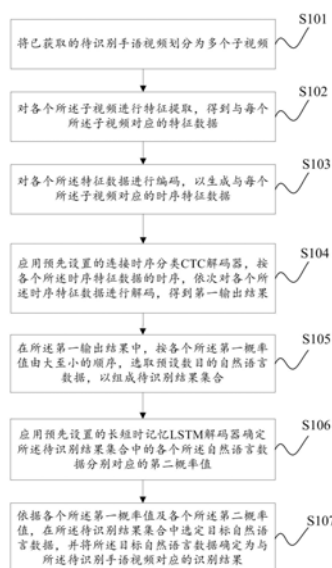 S101
将已获取的待识别手语视频划分为多个子视频
S102
对各个所述子视频进行特征提取，得到与每个
所述子视频对应的特征数据
S103
对各个所述特征数据进行编码，以生成与每个
所述子视频对应的时序特征数据
S104
应用预先设置的连接时序分类CTC解码器，按
各个所述时序特征数据的时序，依次对各个所
述时序特征数据进行解码，得到第一输出结果
S105
在所述第一输出结果中，按各个所述第一概率
值由大至小的顺序，选取预设数目的自然语言
数据，以组成待识别结果集合
S106
应用预先设置的长短时记忆LSTM解码器确定
所述待识别结果集合中的各个所述自然语言数
据分别对应的第二概率值
S107
依据各个所述第一概率值及各个所述第二概率
值，在所述待识别结果集合中选定目标自然语
言数据，并将所述目标自然语言数据确定为与
所述待识别手语视频对应的识别结果